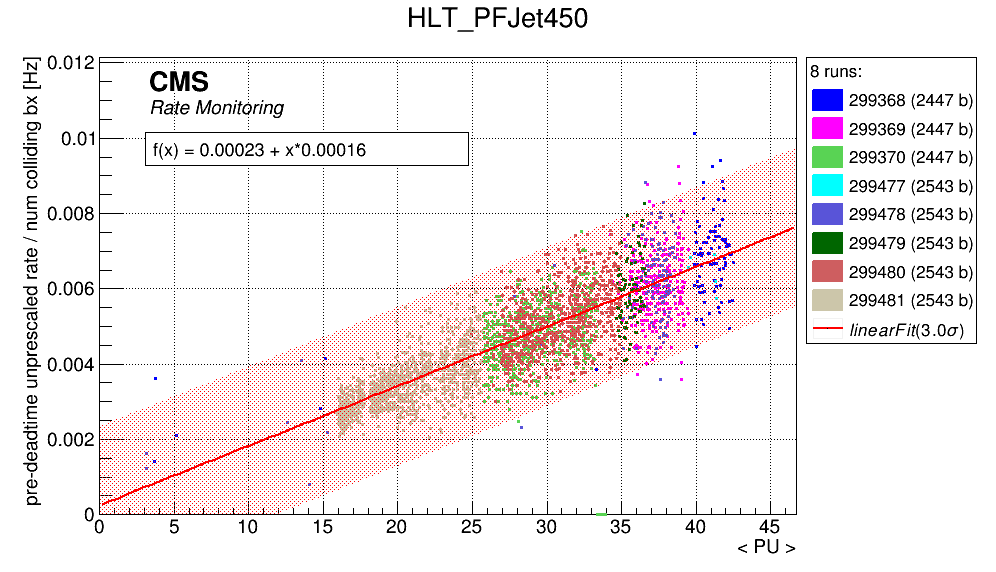 HLT_PFJet450
pre-deadtime unprescaled rate / num colliding bx [Hz]
0.012
0.01
0.008
0.006
0.004
0.002
0
CMS
Rate Monitoring
f(x) = 0.00023 + x*0.00016
0 5 10 15 20 25 30 35 40 45
< PU >
8 runs:
299368 (2447 b)
299369 (2447 b)
299370 (2447 b)
299477 (2543 b)
299478 (2543 b)
299479 (2543 b)
299480 (2543 b)
299481 (2543 b)
linearFit(3.0σ)